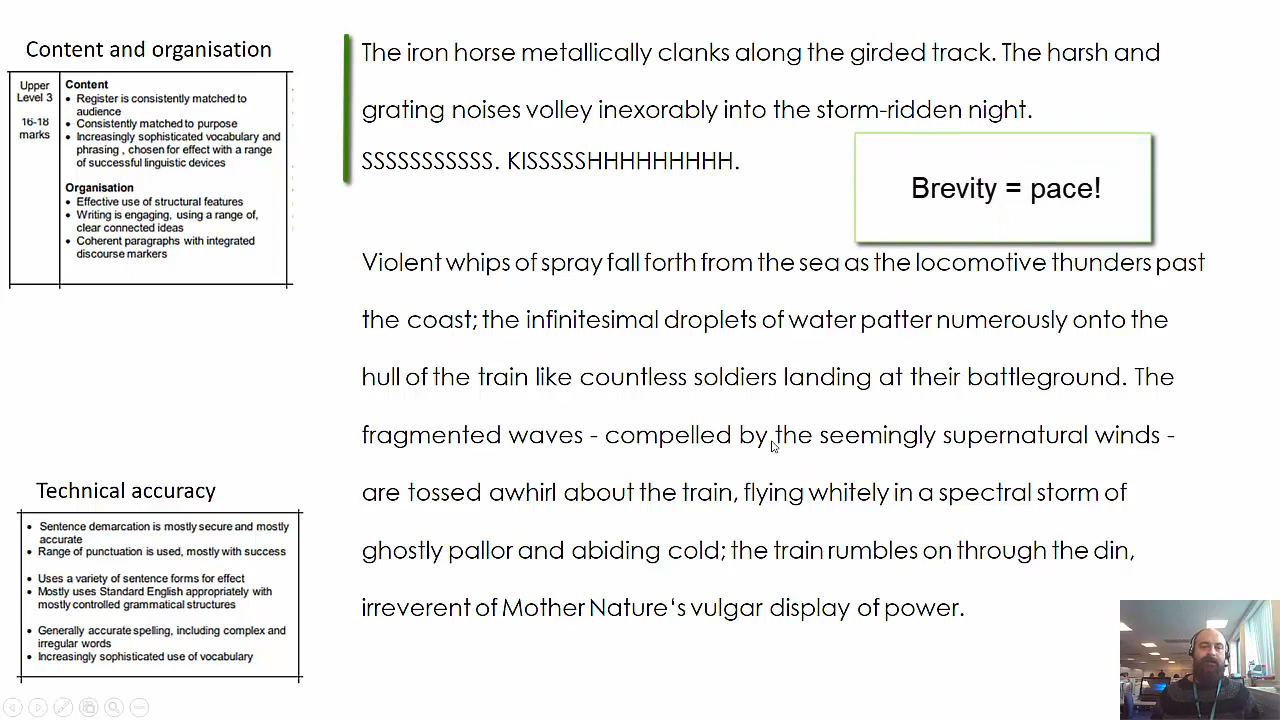 Content and organisation
Upper
Level 3
16-18
marks
Content
• Register is consistently matched to
audience
• Consistently matched to purpose
• Increasingly sophisticated vocabulary and
phrasing , chosen for effect with a range
of successful linguistic devices
Organisation
• Effective use of structural features
• Writing is engaging, using a range of,
clear connected ideas
• Coherent paragraphs with integrated
discourse markers
Technical accuracy
• Sentence demarcation is mostly secure and mostly
accurate
• Range of punctuation is used, mostly with success
• Uses a variety of sentence forms for effect
• Mostly uses Standard English appropriately with
mostly controlled grammatical structures
• Generally accurate spelling, including complex and
irregular words
• Increasingly sophisticated use of vocabulary
The iron horse metallically clanks along the girded track. The harsh and
grating noises volley inexorably into the storm-ridden night.
SSSSSSSSSSS. KISSSSSHHHHHHHHH.
Brevity = pace!
Violent whips of spray fall forth from the sea as the locomotive thunders past
the coast; the infinitesimal droplets of water patter numerously onto the
hull of the train like countless soldiers landing at their battleground. The
fragmented waves - compelled by the seemingly supernatural winds -
are tossed awhirl about the train, flying whitely in a spectral storm of
ghostly pallor and abiding cold; the train rumbles on through the din,
irreverent of Mother Nature‘s vulgar display of power.